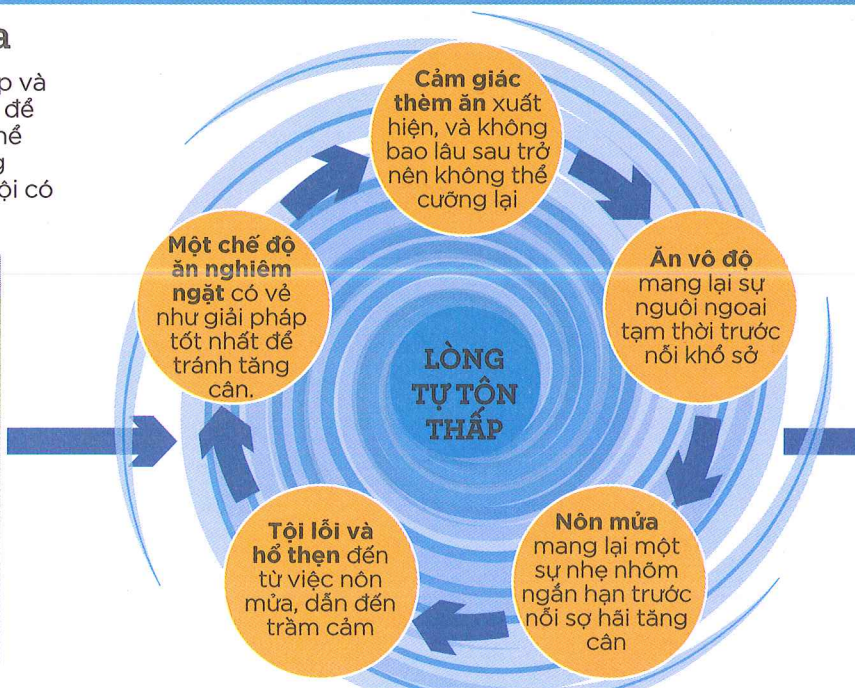 a
p và
để
hể
g
ội có
Cảm giác
thèm ăn xuất
hiện, và không
bao lâu sau trở
nên không thể
cưỡng lại
Ăn vô độ
mang lại sự
nguôi ngoai
tạm thời trước
nỗi khổ sở
Nôn mửa
mang lại một
sự nhẹ nhõm
ngắn hạn trước
nỗi sợ hãi tăng
cân
Tội lỗi và
hổ thẹn đến
từ việc nôn
mửa, dẫn đến
trầm cảm
Một chế độ
ăn nghiêm
ngặt có vẻ
như giải pháp
tốt nhất để
tránh tăng
cân.
LÒNG
TỰ TÔN
THẤP